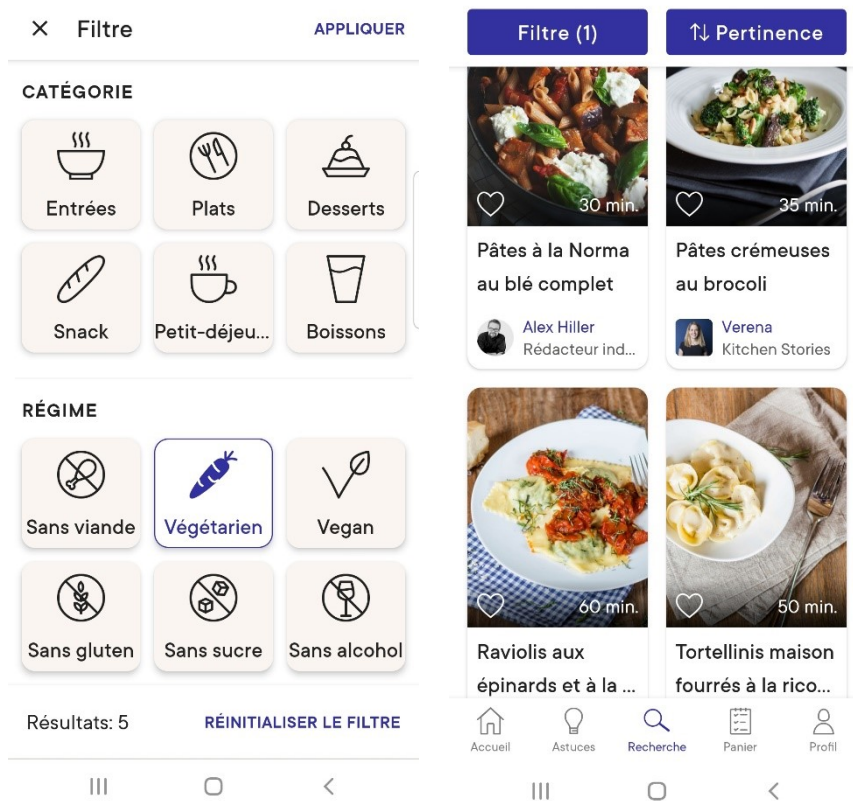 Filtre
APPLIQUER
CATÉGORIE
Entrées
Plats
Desserts
Snack
Petit-déjeu...
Boissons
RÉGIME
Sans viande
Végétarien
Vegan
Sans gluten
Sans sucre
Sans alcohol
Résultats: 5
RÉINITIALISER LE FILTRE
Filtre (1)
Pertinence
30 min.
35 min.
Pâtes à la Norma
au blé complet
Alex Hiller
Rédacteur ind...
Pâtes crémeuses
au brocoli
Verena
Kitchen Stories
60 min.
50 min.
Raviolis aux
épinards et à la ...
Tortellinis maison
fourrés à la rico...
Accueil
Astuces
Recherche
Panier
Profil